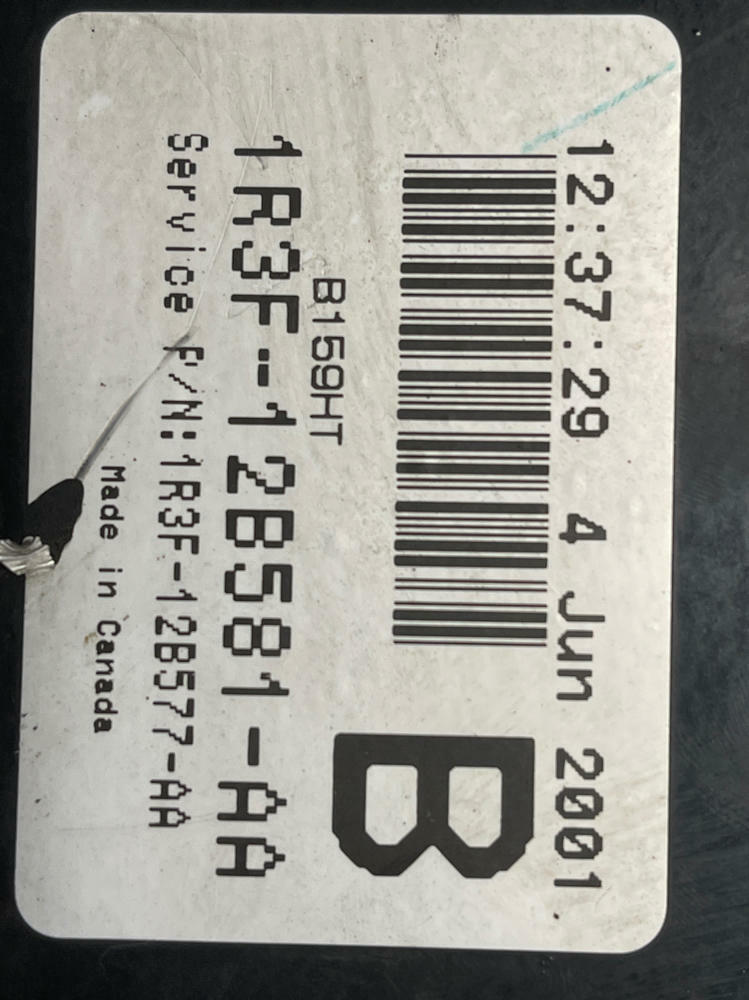 12:37:29 4 Jun 2001
B
B159HT
1R3F-12B581-AA
Service P/N:1R3F-12B577-AA
Made in Canada